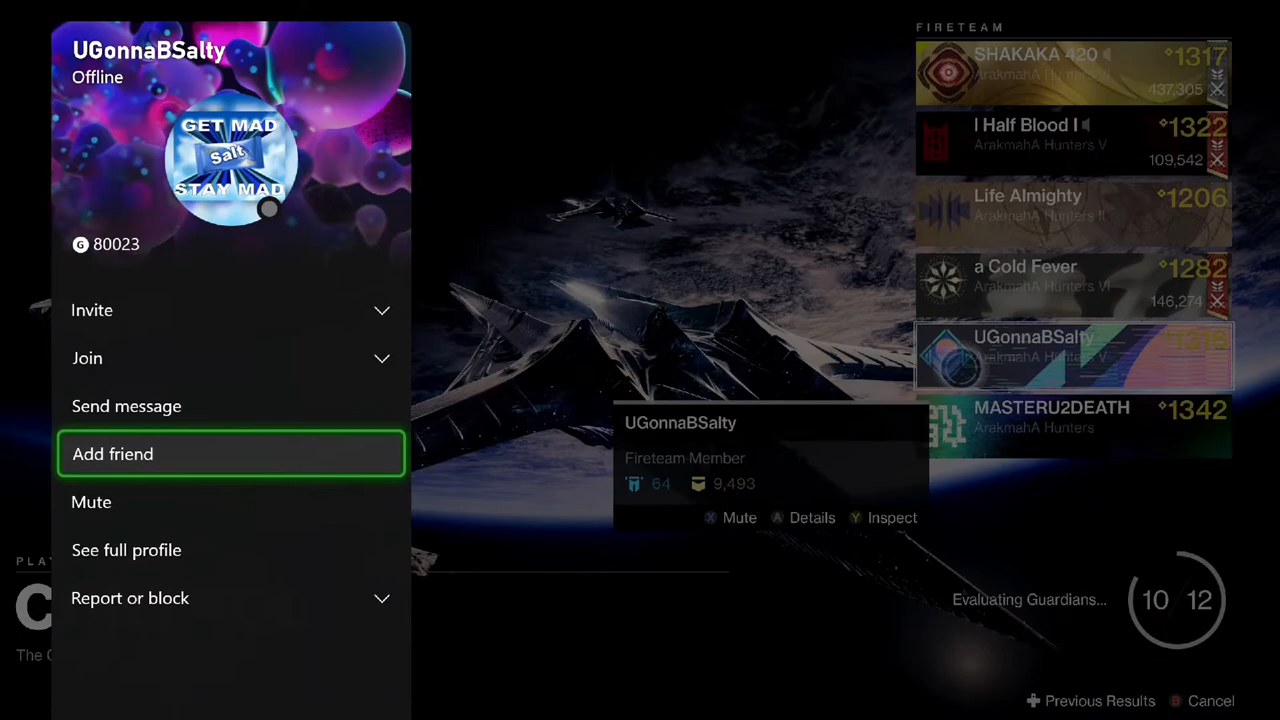 UGonnaBSalty
Offline
GET MAD
Salt
STAY MAD
G 80023
Invite
Join
Send message
Add friend
Mute
See full profile
Report or block
PLAY
C
The C
UGonnaBSalty
Fireteam Member
64 9,493
X Mute A Details Y Inspect
FIRETEAM
SHAKAKA 420 1317
ArakmahA Hunters
437,305
I Half Blood I 1322
ArakmahA Hunters V
109,542
Life Almighty 1206
ArakmahA Hunters II
a Cold Fever 1282
ArakmahA Hunters VI
146,274
UGonnaBSalty
ArakmahA Hunters V
MASTERU2DEATH 1342
ArakmahA Hunters
Evaluating Guardians... 10 / 12
Previous Results B Cancel